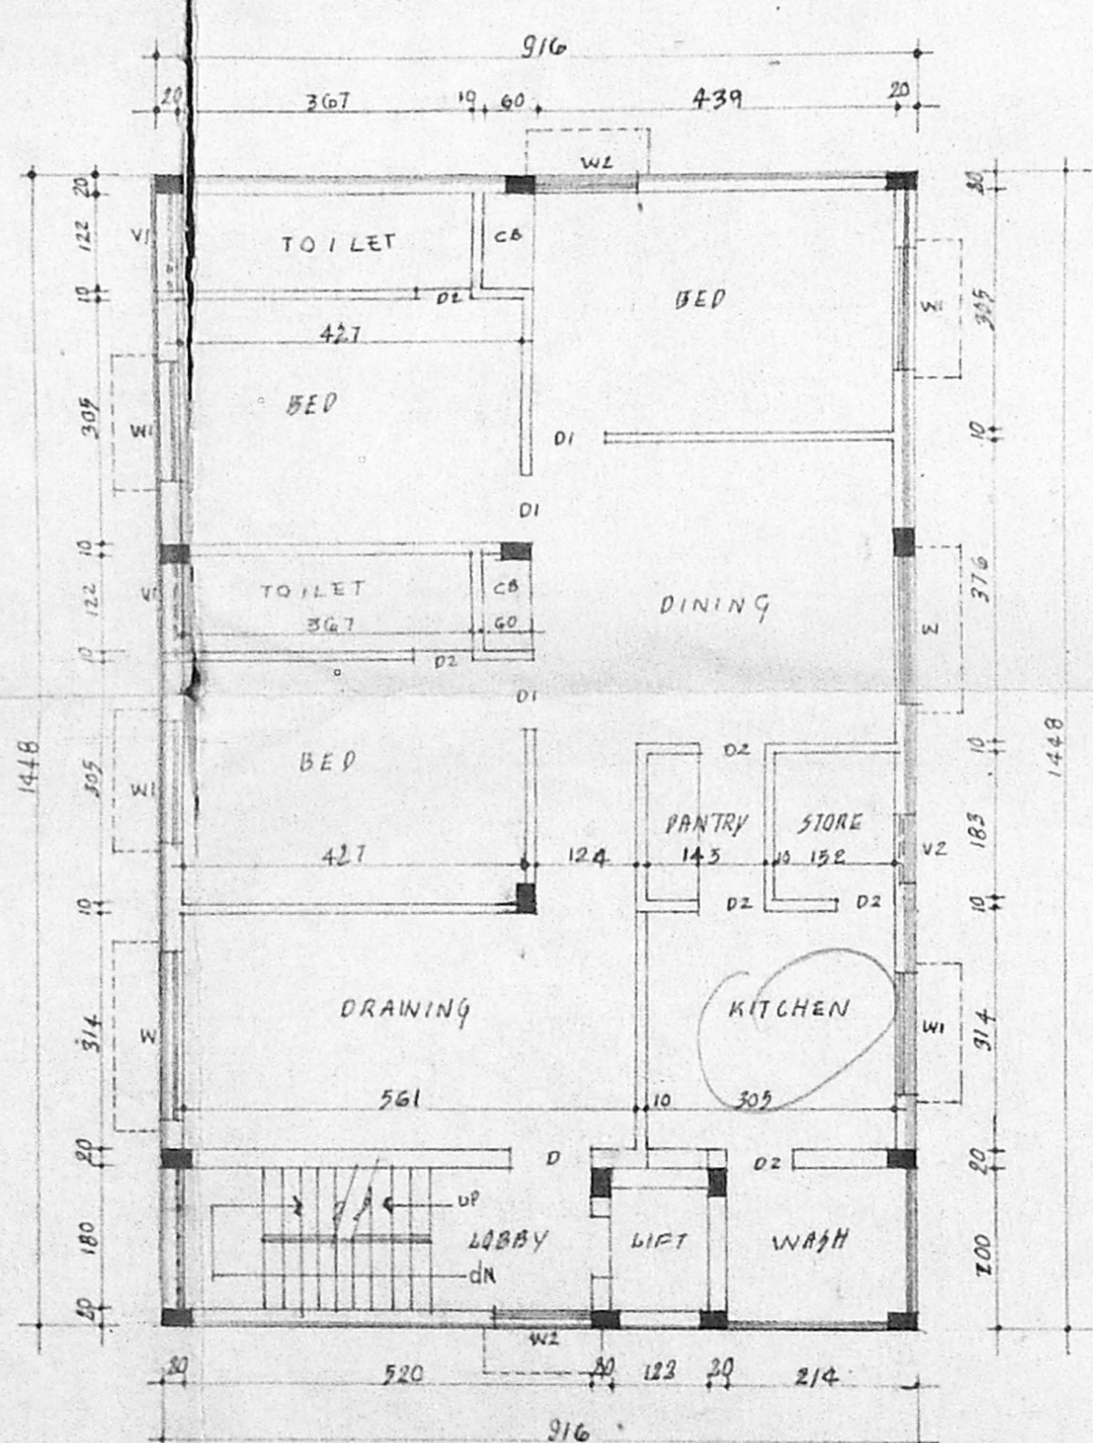 916
20 367 10 60 439 20
W2
20 20
122 V1 TOILET CB
10 D2 BED W1 305
427
305 W1 BED
D1 10
D1
10
122 V1 TOILET CB DINING 376
367 60 W
10 D2
D1
1448 1448
D2 10
305 W1 BED
PANTRY STORE 183
427 124 143 10 152 V2
10 D2 D2 10
314 W DRAWING KITCHEN W1 314
561 10 305
20 D D2 20
UP
180 LOBBY LIFT WASH 200
dN
20
W2
20 520 20 123 20 214
916